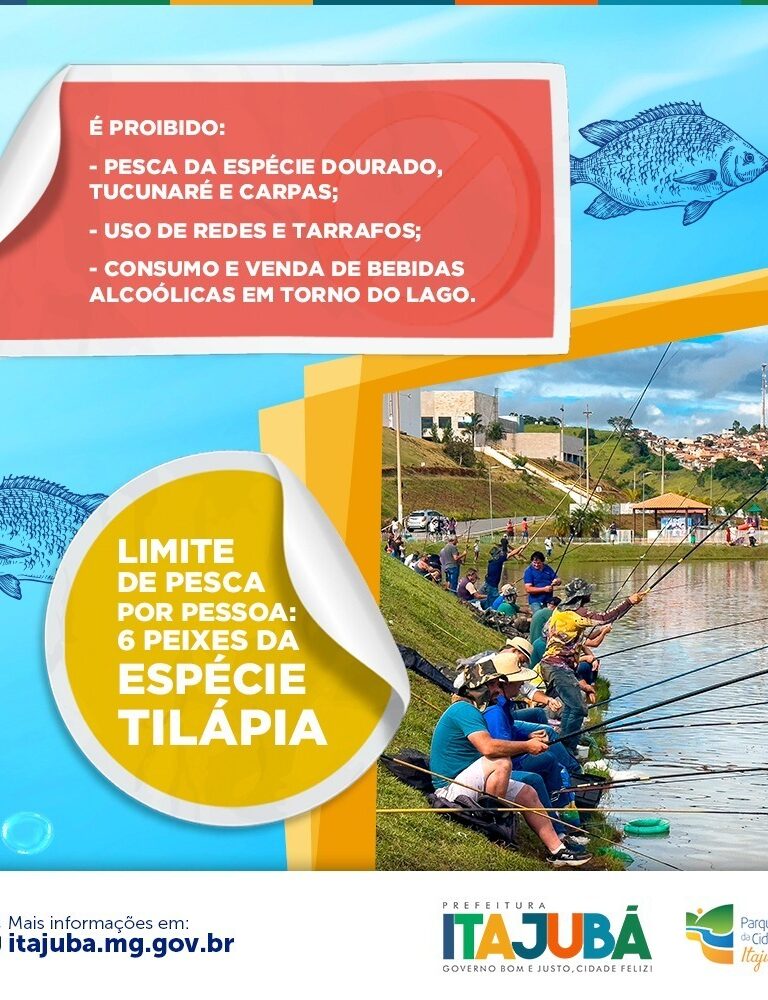 É PROIBIDO:
- PESCA DA ESPÉCIE DOURADO,
TUCUNARÉ E CARPAS;
- USO DE REDES E TARRAFOS;
- CONSUMO E VENDA DE BEBIDAS
ALCOÓLICAS EM TORNO DO LAGO.
LIMITE
DE PESCA
POR PESSOA:
6 PEIXES DA
ESPÉCIE
TILÁPIA
Mais informações em:
itajuba.mg.gov.br
PREFEITURA
ITAJUBÁ
GOVERNO BOM E JUSTO, CIDADE FELIZ!